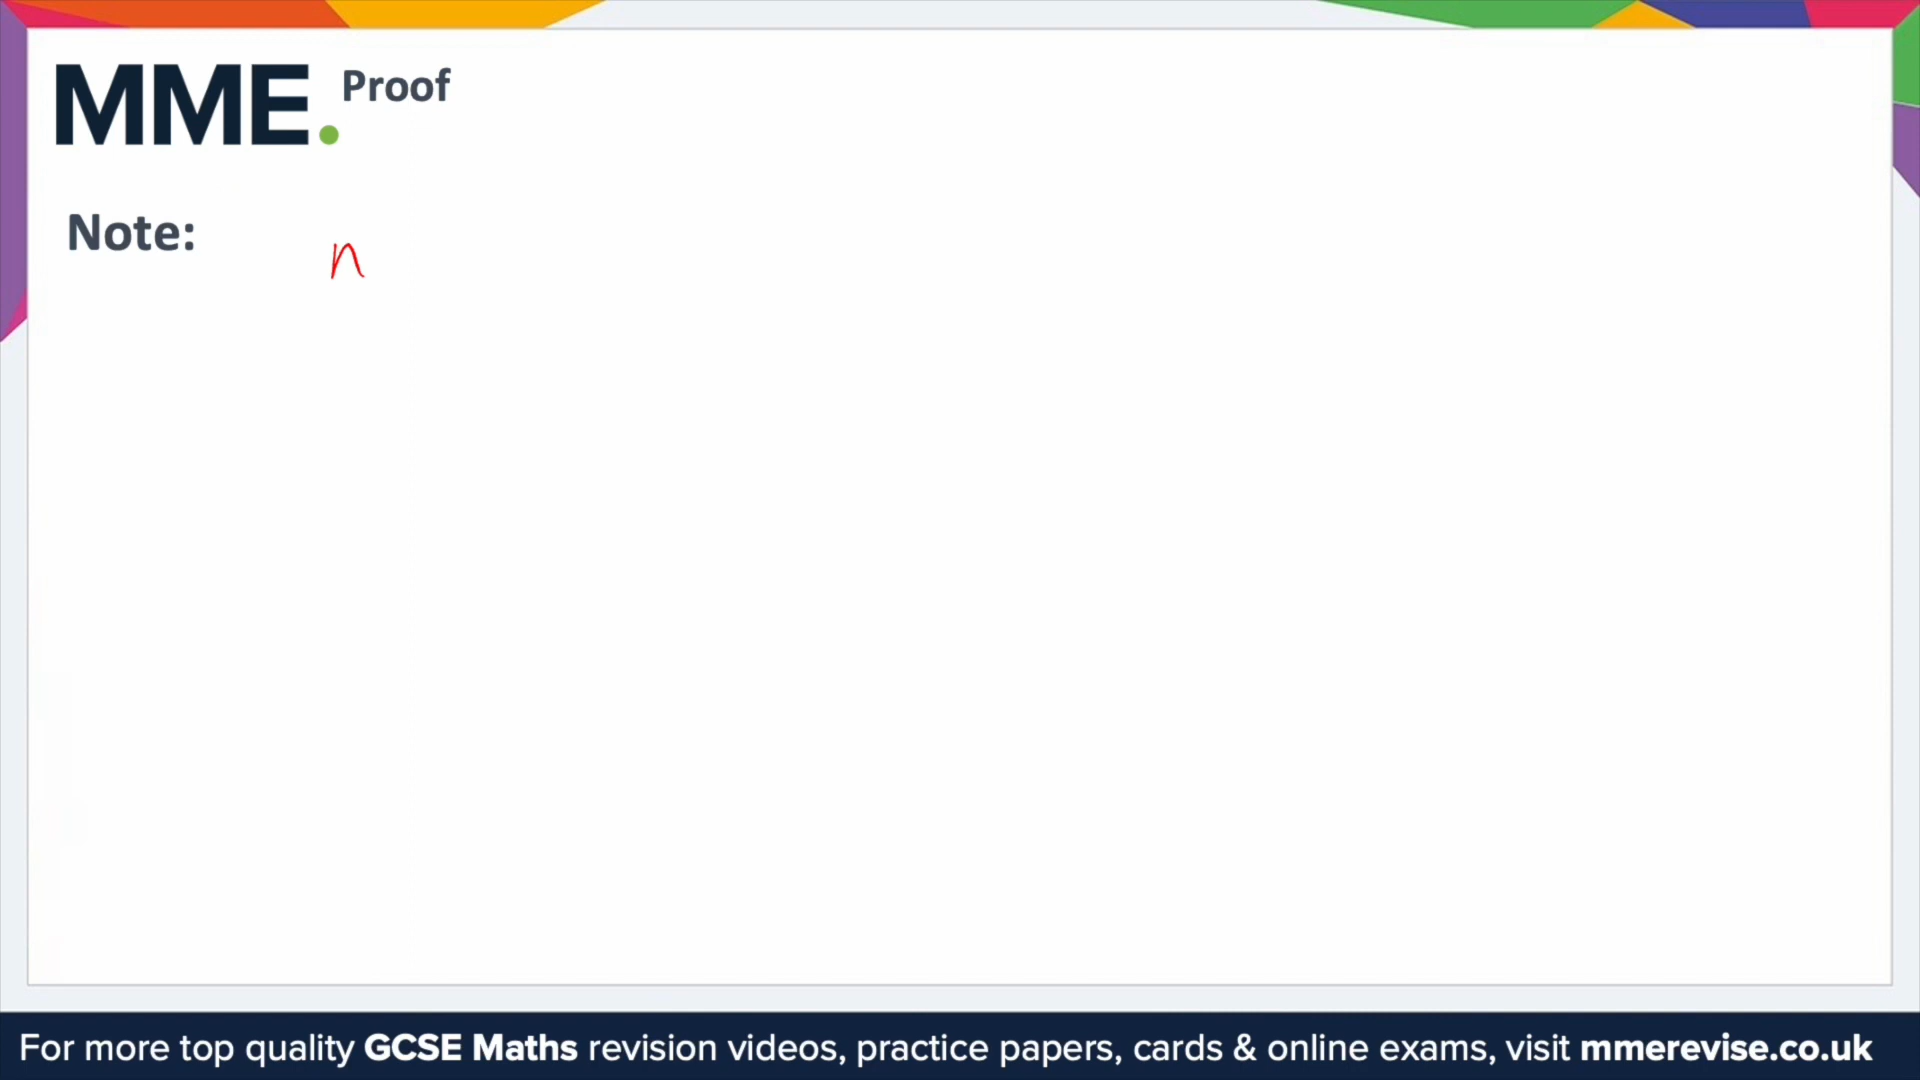 MME. Proof
Note:
n
For more top quality GCSE Maths revision videos, practice papers, cards & online exams, visit mmerevise.co.uk